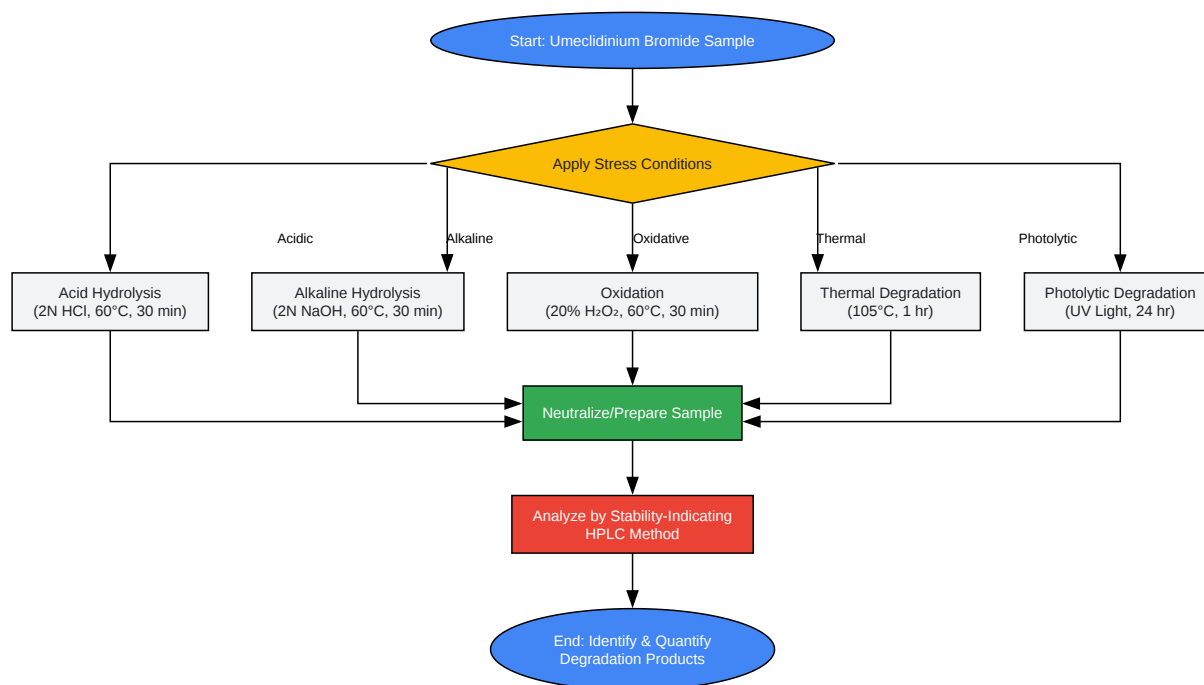 Start: Umeclidinium Bromide Sample
Apply Stress Conditions
Acidic
Alkaline
Oxidative
Thermal
Photolytic
Acid Hydrolysis
(2N HCl, 60°C, 30 min)
Alkaline Hydrolysis
(2N NaOH, 60°C, 30 min)
Oxidation
(20% H₂O₂, 60°C, 30 min)
Thermal Degradation
(105°C, 1 hr)
Photolytic Degradation
(UV Light, 24 hr)
Neutralize/Prepare Sample
Analyze by Stability-Indicating
HPLC Method
End: Identify & Quantify
Degradation Products